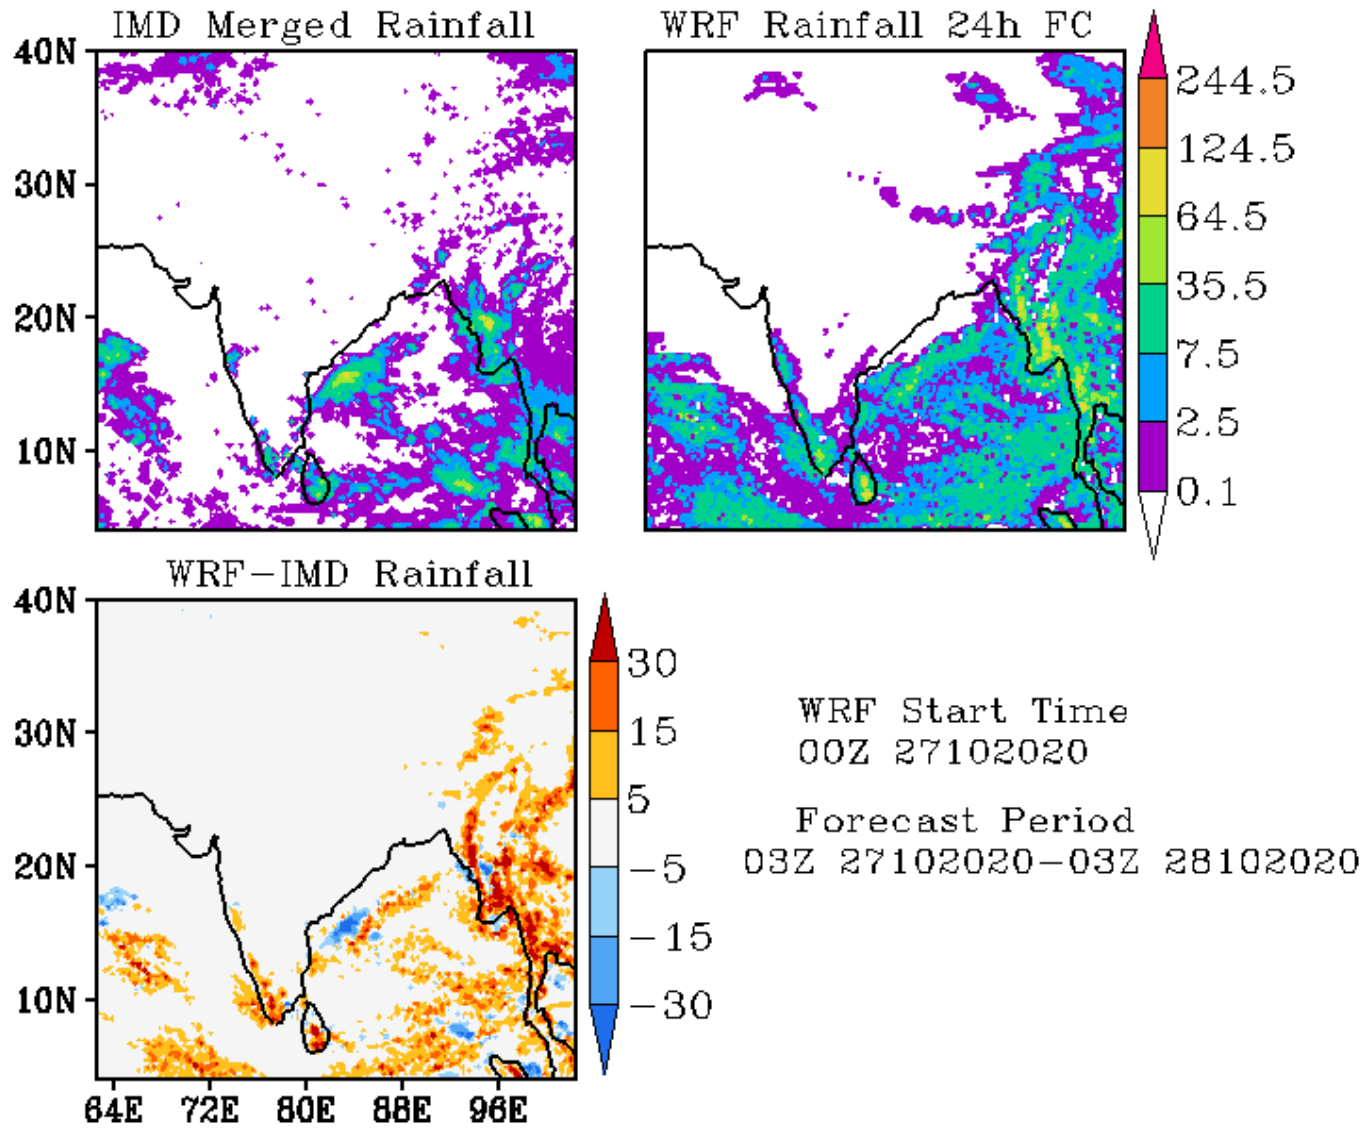 IMD Merged Rainfall
WRF Rainfall 24h FC
40N
30N
20N
10N
244.5
124.5
64.5
35.5
7.5
2.5
0.1
WRF-IMD Rainfall
40N
30N
20N
10N
64E 72E 80E 88E 96E
30
15
5
-5
-15
-30
WRF Start Time
00Z 27102020
Forecast Period
03Z 27102020-03Z 28102020